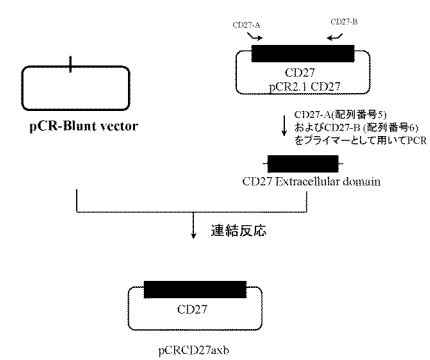 CD27-A
CD27-B
CD27
pCR2.1 CD27
pCR-Blunt vector
CD27-A(配列番号5)
およびCD27-B (配列番号6)
をプライマーとして用いてPCR
CD27 Extracellular domain
連結反応
CD27
pCRCD27axb